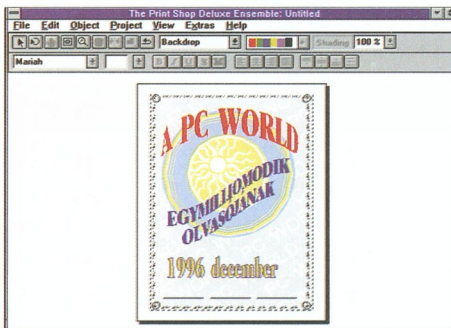 The Print Shop Deluxe Ensemble: Untitled
File Edit Object Project View Extras Help
Backdrop Shading 100 %
Mariah B I U S
A PC WORLD
EGYMILLIOMODIK
OLVASÓJÁNAK
1996 december